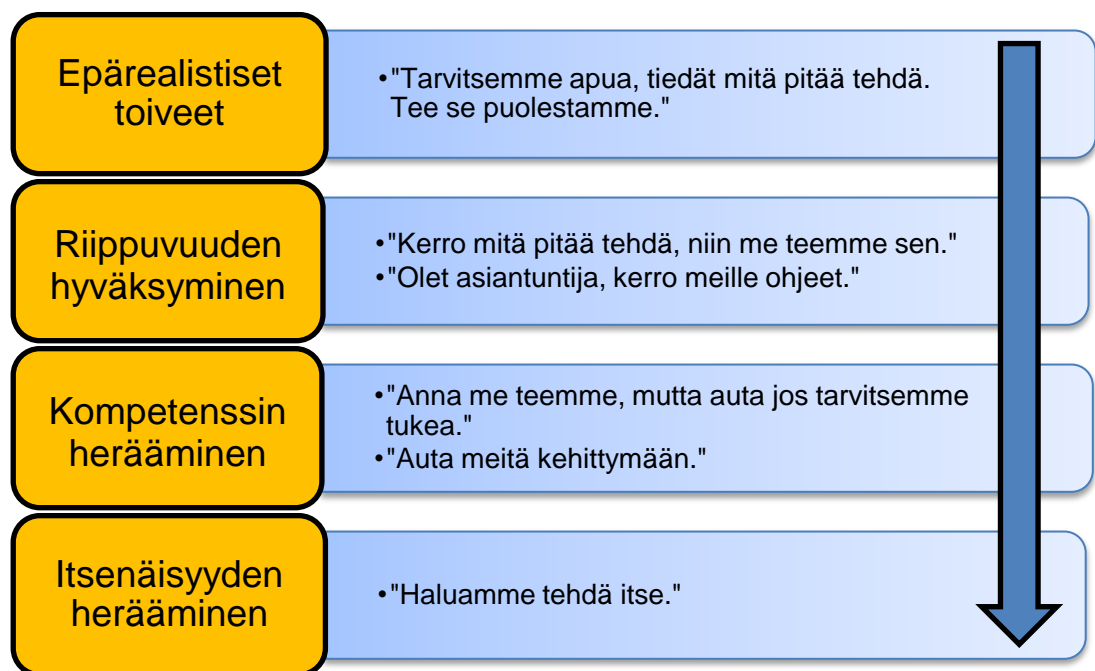 Epärealistiset
toiveet
•"Tarvitsemme apua, tiedät mitä pitää tehdä.
Tee se puolestamme."
Riippuvuuden
hyväksyminen
•"Kerro mitä pitää tehdä, niin me teemme sen."
•"Olet asiantuntija, kerro meille ohjeet."
Kompetenssin
herääminen
•"Anna me teemme, mutta auta jos tarvitsemme
tukea."
•"Auta meitä kehittymään."
Itsenäisyyden
herääminen
•"Haluamme tehdä itse."